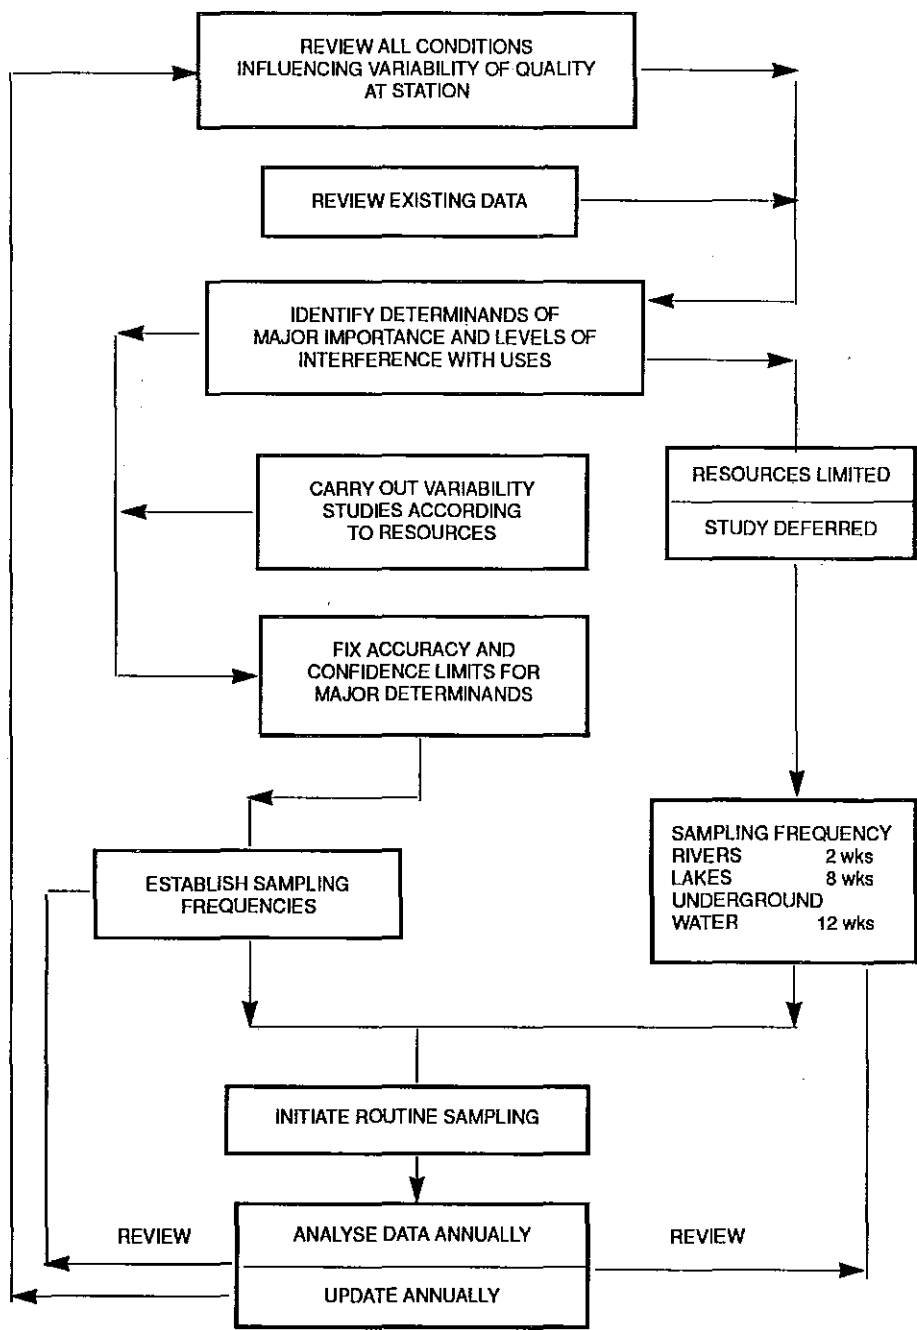 REVIEW ALL CONDITIONS
INFLUENCING VARIABILITY OF QUALITY
AT STATION
REVIEW EXISTING DATA
IDENTIFY DETERMINANDS OF
MAJOR IMPORTANCE AND LEVELS OF
INTERFERENCE WITH USES
CARRY OUT VARIABILITY
STUDIES ACCORDING
TO RESOURCES
RESOURCES LIMITED
STUDY DEFERRED
FIX ACCURACY AND
CONFIDENCE LIMITS FOR
MAJOR DETERMINANDS
ESTABLISH SAMPLING
FREQUENCIES
SAMPLING FREQUENCY
RIVERS 2 wks
LAKES 8 wks
UNDERGROUND
WATER 12 wks
INITIATE ROUTINE SAMPLING
REVIEW
ANALYSE DATA ANNUALLY
REVIEW
UPDATE ANNUALLY